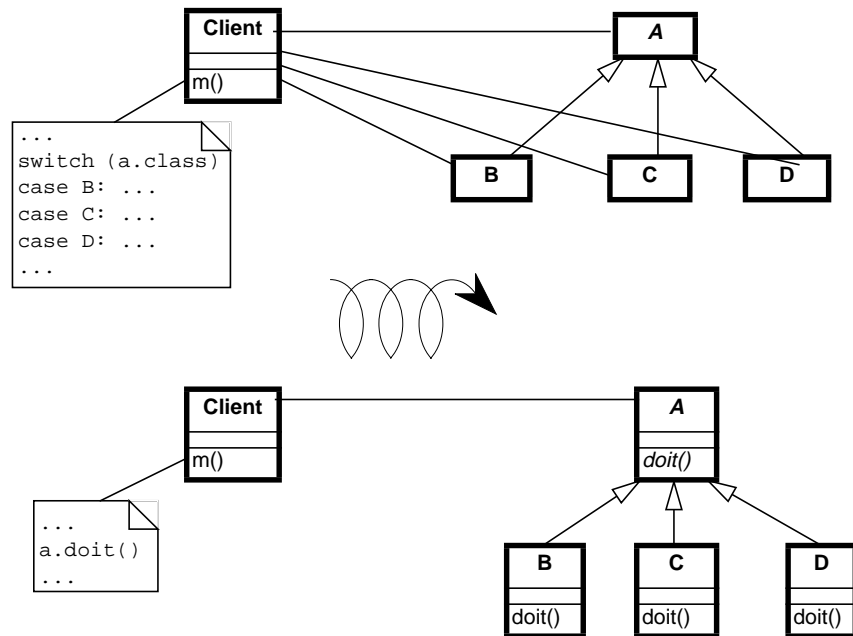 Client
A
m()
...
switch (a.class)
case B: ...
case C: ...
case D: ...
...
B
C
D
Client
A
m()
doit()
...
a.doit()
...
B
C
D
doit()
doit()
doit()